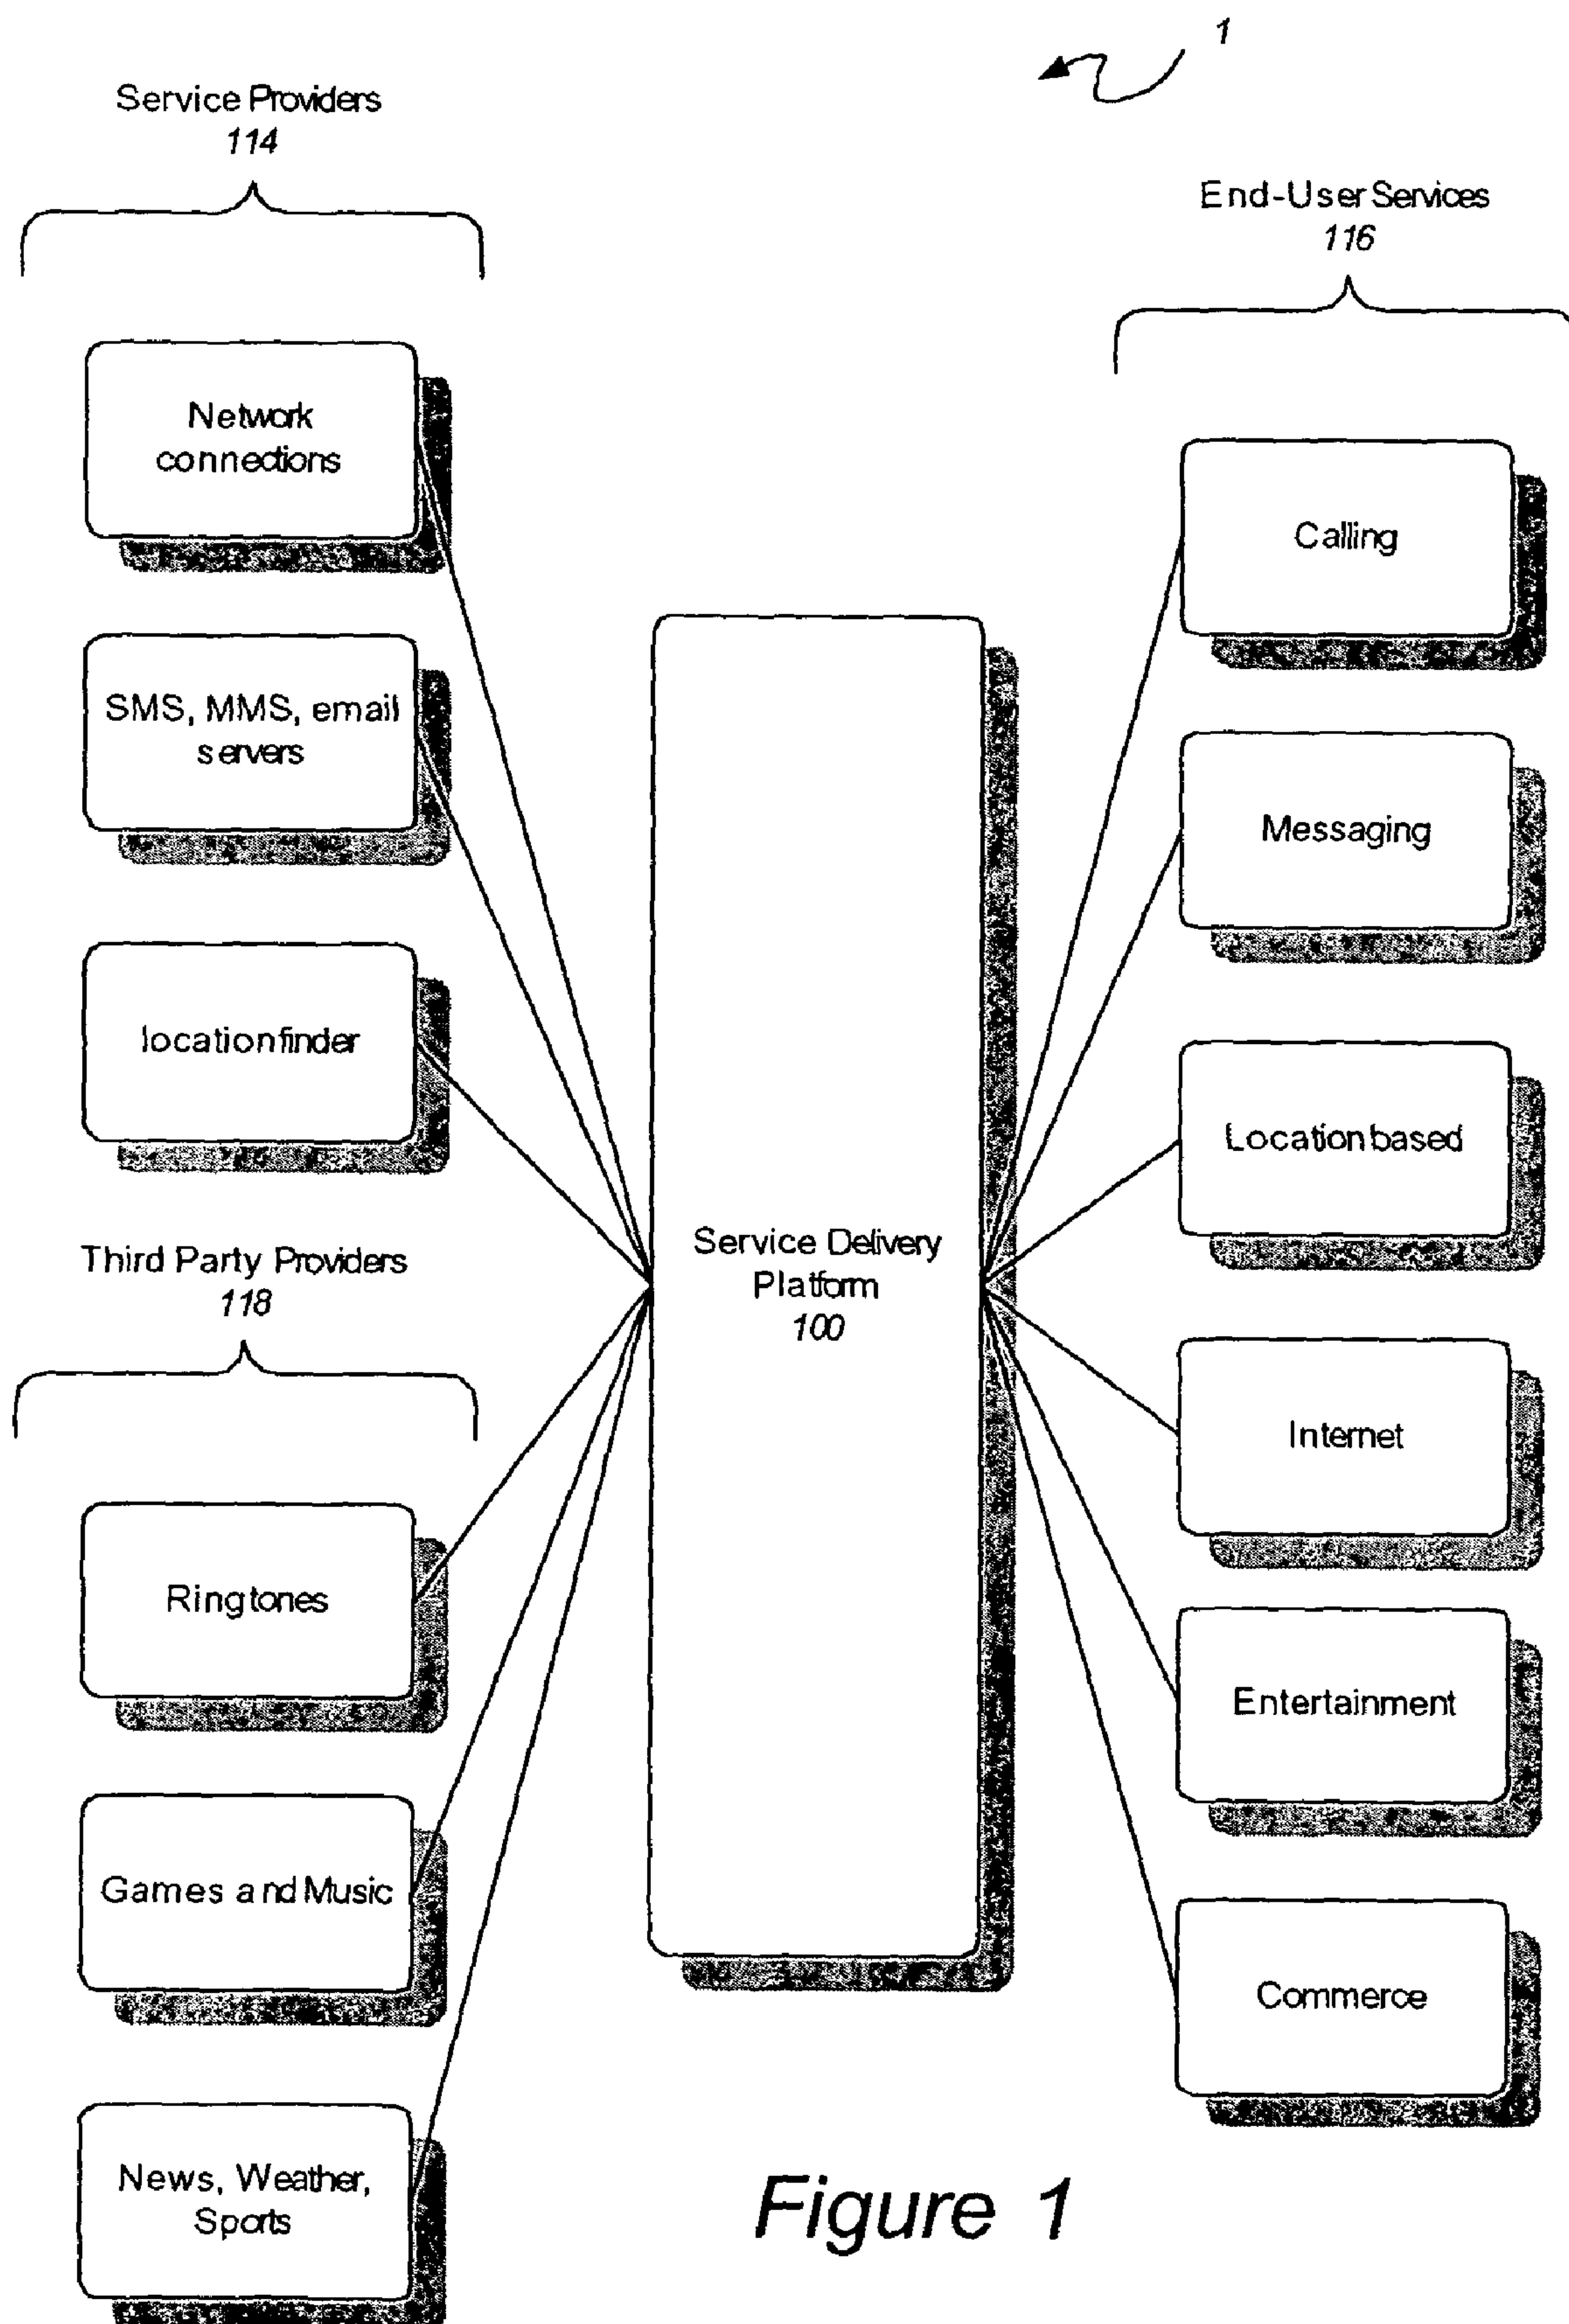 1
Service Providers
114
Network
connections
SMS, MMS, email
servers
location finder
Third Party Providers
118
Ringtones
Games and Music
News, Weather,
Sports
Service Delivery
Platform
100
End-User Services
116
Calling
Messaging
Location based
Internet
Entertainment
Commerce
Figure 1